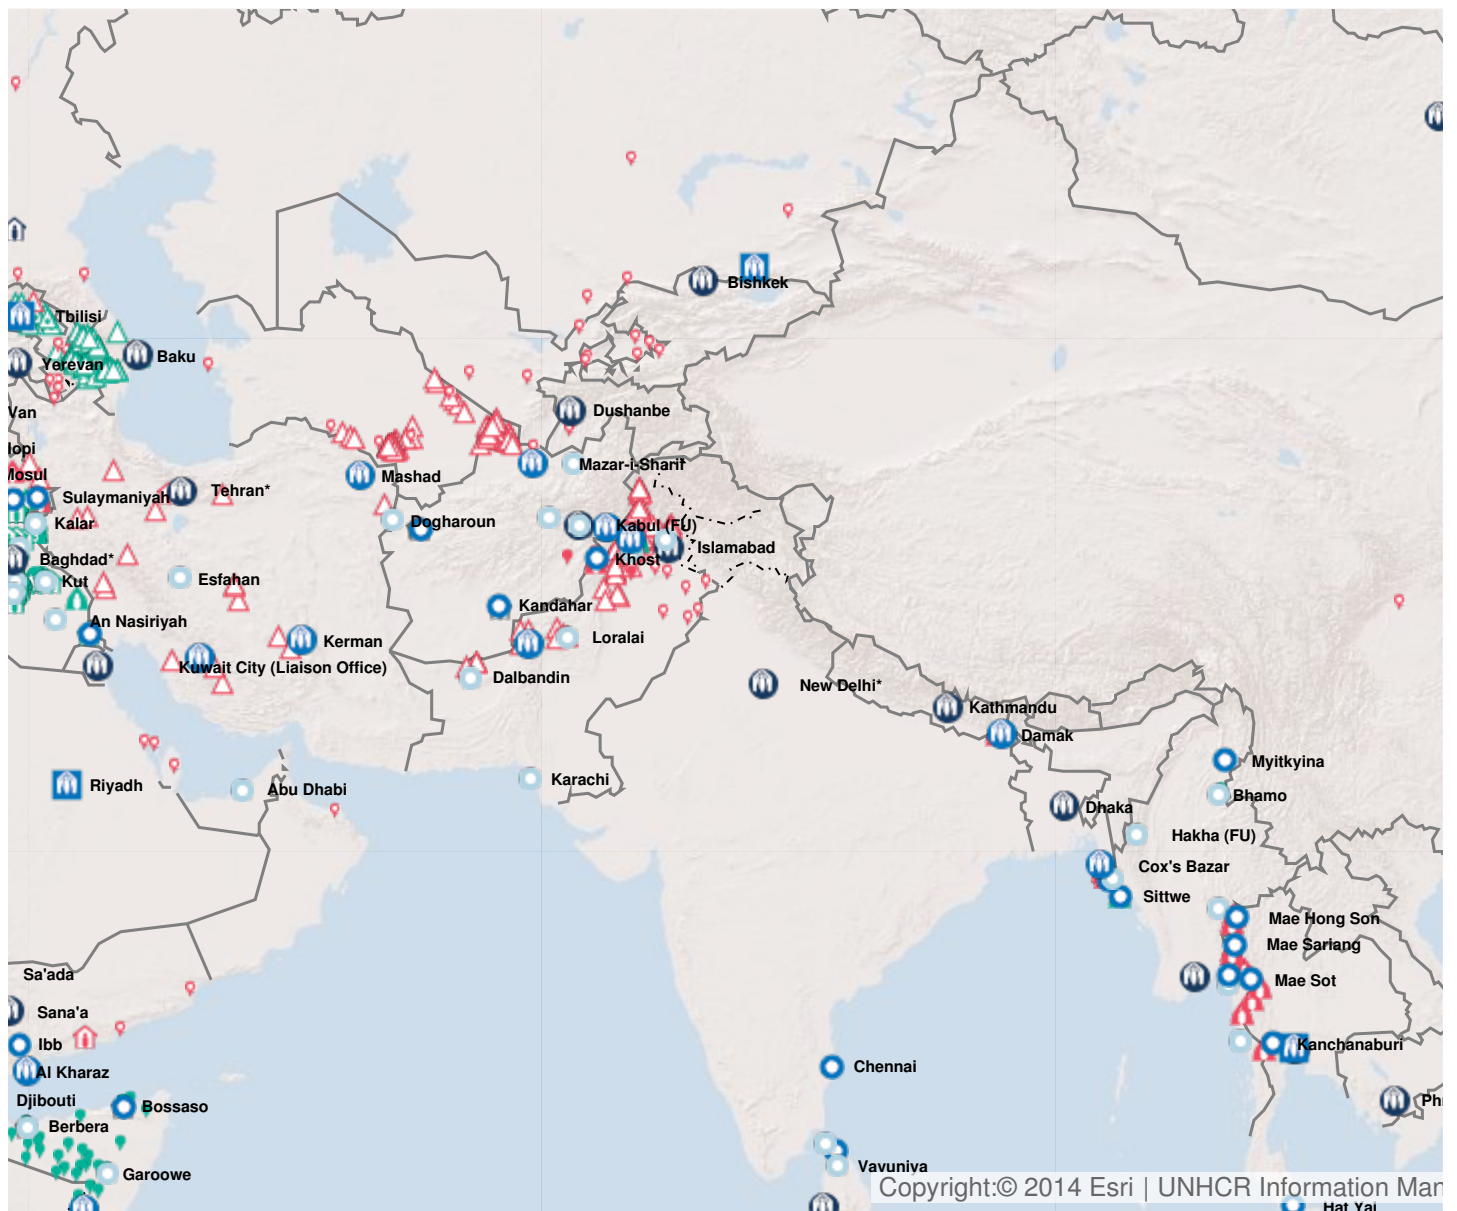 Bishkek
Tbilisi
Baku
Yerevan
Van
Dushanbe
Mosul
Mazar-i-Sharif
Mashad
Tehran*
Sulaymaniyah
Kalar
Dogharoun
Kabul (FU)
Islamabad
Baghdad*
Khost
Kut
Esfahan
Kandahar
An Nasiriyah
Kerman
Loralai
Kuwait City (Liaison Office)
Dalbandin
New Delhi*
Kathmandu
Damak
Myitkyina
Karachi
Riyadh
Abu Dhabi
Bhamo
Dhaka
Hakha (FU)
Cox's Bazar
Sittwe
Mae Hong Son
Mae Sariang
Sa'ada
Mae Sot
Sana'a
Ibb
Kanchanaburi
Chennai
Al Kharaz
Djibouti
Bossaso
Berbera
Vavuniya
Garoowe
Copyright:© 2014 Esri | UNHCR Information Man
Hat Yai